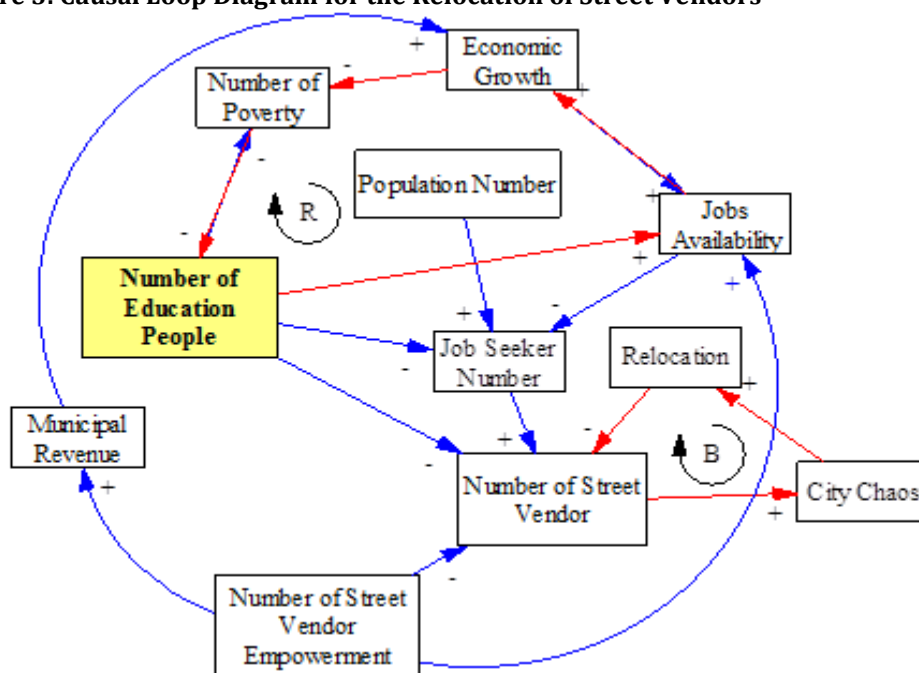 re 3. Causal Loop Diagram for the Relocation of Street Vendors
+
Economic
Growth
-
+
Number of
Poverty
-
Population Number
R
+
Jobs
Availability
-
+
+
+
-
Number of
Education
People
+
Job Seeker
Number
-
Relocation
+
Municipal
Revenue
+
+
-
-
B
Number of Street
Vendor
+
City Chaos
-
Number of Street
Vendor
Empowerment